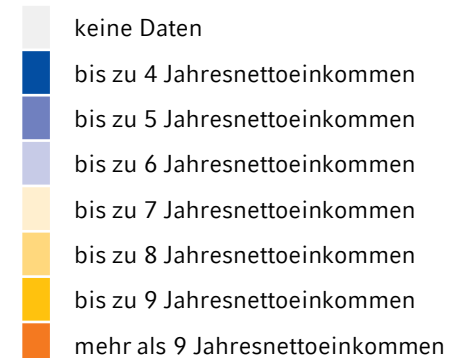 keine Daten
bis zu 4 Jahresnettoeinkommen
bis zu 5 Jahresnettoeinkommen
bis zu 6 Jahresnettoeinkommen
bis zu 7 Jahresnettoeinkommen
bis zu 8 Jahresnettoeinkommen
bis zu 9 Jahresnettoeinkommen
mehr als 9 Jahresnettoeinkommen